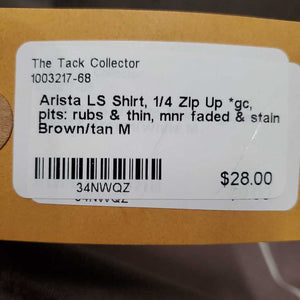 The Tack Collector
1003217-68
Arista LS Shirt, 1/4 Zip Up *gc,
plts: rubs & thin, mnr faded & stain
Brown/tan M
34NWQZ
$28.00
34NWQZ